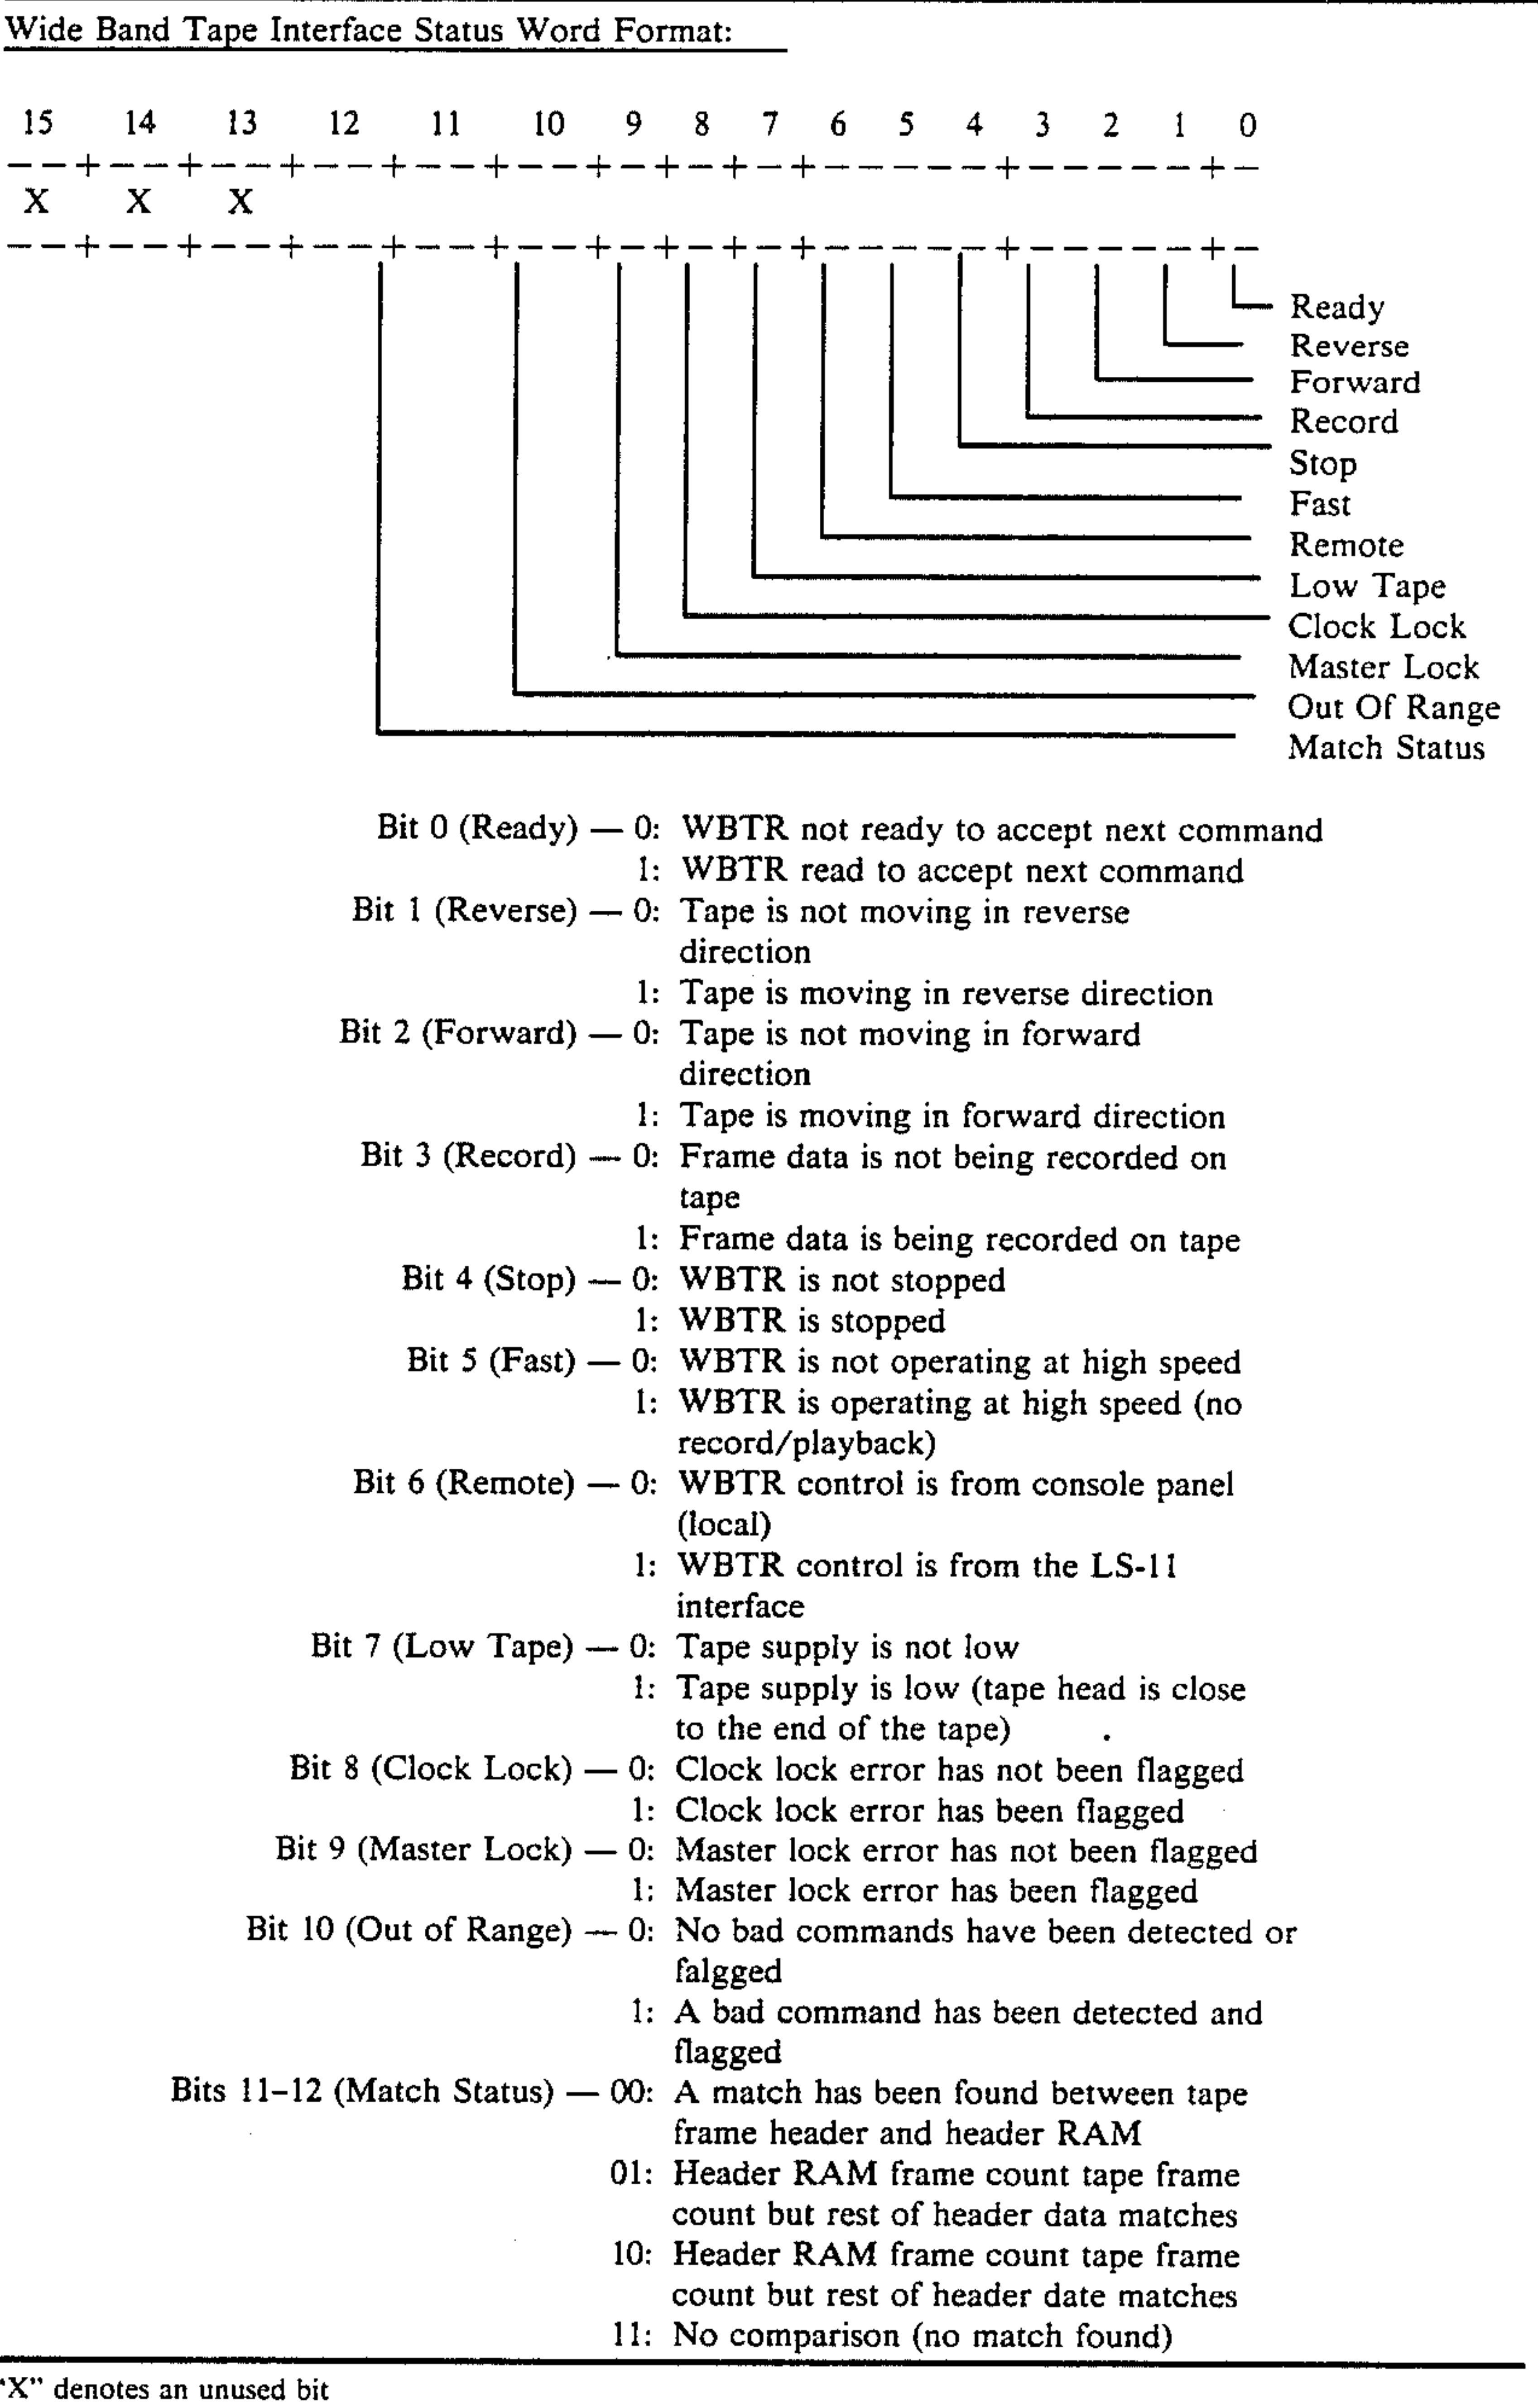 Wide Band Tape Interface Status Word Format:
15 14 13 12 11 10 9 8 7 6 5 4 3 2 1 0
– – + – – + – – + – – + – – + – – + – + – + – + – – – – – + – – – – – + –
X X X
– – + – – + – – + – – + – – + – – + – + – + – + – – – – – + – – – – – + –
Ready
Reverse
Forward
Record
Stop
Fast
Remote
Low Tape
Clock Lock
Master Lock
Out Of Range
Match Status
Bit 0 (Ready) — 0: WBTR not ready to accept next command
1: WBTR read to accept next command
Bit 1 (Reverse) — 0: Tape is not moving in reverse
direction
1: Tape is moving in reverse direction
Bit 2 (Forward) — 0: Tape is not moving in forward
direction
1: Tape is moving in forward direction
Bit 3 (Record) — 0: Frame data is not being recorded on
tape
1: Frame data is being recorded on tape
Bit 4 (Stop) — 0: WBTR is not stopped
1: WBTR is stopped
Bit 5 (Fast) — 0: WBTR is not operating at high speed
1: WBTR is operating at high speed (no
record/playback)
Bit 6 (Remote) — 0: WBTR control is from console panel
(local)
1: WBTR control is from the LS-11
interface
Bit 7 (Low Tape) — 0: Tape supply is not low
1: Tape supply is low (tape head is close
to the end of the tape)
Bit 8 (Clock Lock) — 0: Clock lock error has not been flagged
1: Clock lock error has been flagged
Bit 9 (Master Lock) — 0: Master lock error has not been flagged
1: Master lock error has been flagged
Bit 10 (Out of Range) — 0: No bad commands have been detected or
falgged
1: A bad command has been detected and
flagged
Bits 11–12 (Match Status) — 00: A match has been found between tape
frame header and header RAM
01: Header RAM frame count tape frame
count but rest of header data matches
10: Header RAM frame count tape frame
count but rest of header date matches
11: No comparison (no match found)
"X" denotes an unused bit